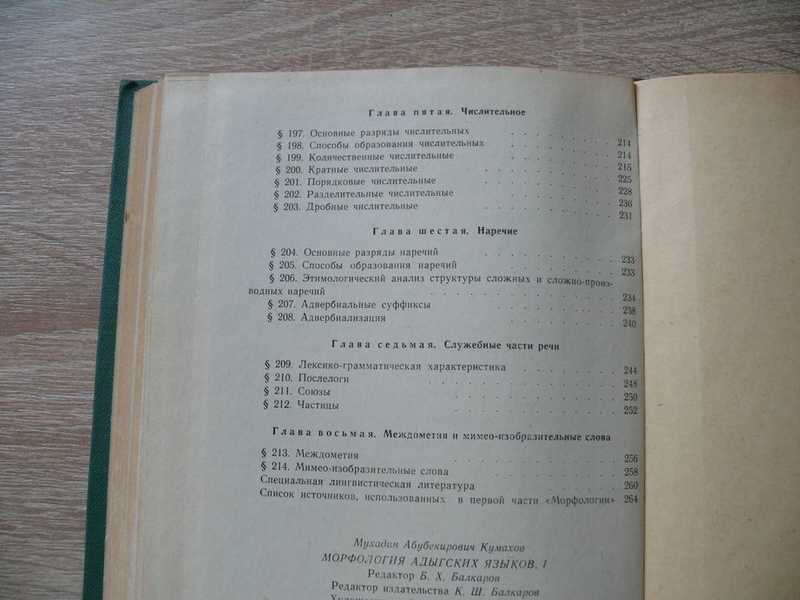 Глава пятая. Числительное
§ 197. Основные разряды числительных . . . . . . . 214
§ 198. Способы образования числительных . . . . . . . 214
§ 199. Количественные числительные . . . . . . . 215
§ 200. Кратные числительные . . . . . . . 225
§ 201. Порядковые числительные . . . . . . . 228
§ 202. Разделительные числительные . . . . . . . 230
§ 203. Дробные числительные . . . . . . . 231
Глава шестая. Наречие
§ 204. Основные разряды наречий . . . . . . . 233
§ 205. Способы образования наречий . . . . . . . 233
§ 206. Этимологический анализ структуры сложных и сложно-произ-
водных наречий . . . . . . . 234
§ 207. Адвербиальные суффиксы . . . . . . . 238
§ 208. Адвербиализация . . . . . . . 240
Глава седьмая. Служебные части речи
§ 209. Лексико-грамматическая характеристика . . . . . . . 244
§ 210. Послелоги . . . . . . . 248
§ 211. Союзы . . . . . . . 250
§ 212. Частицы . . . . . . . 252
Глава восьмая. Междометия и мимео-изобразительные слова
§ 213. Междометия . . . . . . . 256
§ 214. Мимео-изобразительные слова . . . . . . . 258
Специальная лингвистическая литература . . . . . . . 260
Список источников, использованных в первой части «Морфологии» 264
Мухадин Абубекирович Кумахов
МОРФОЛОГИЯ АДЫГСКИХ ЯЗЫКОВ, I
Редактор Б. Х. Балкаров
Редактор издательства К. Ш. Балкаров